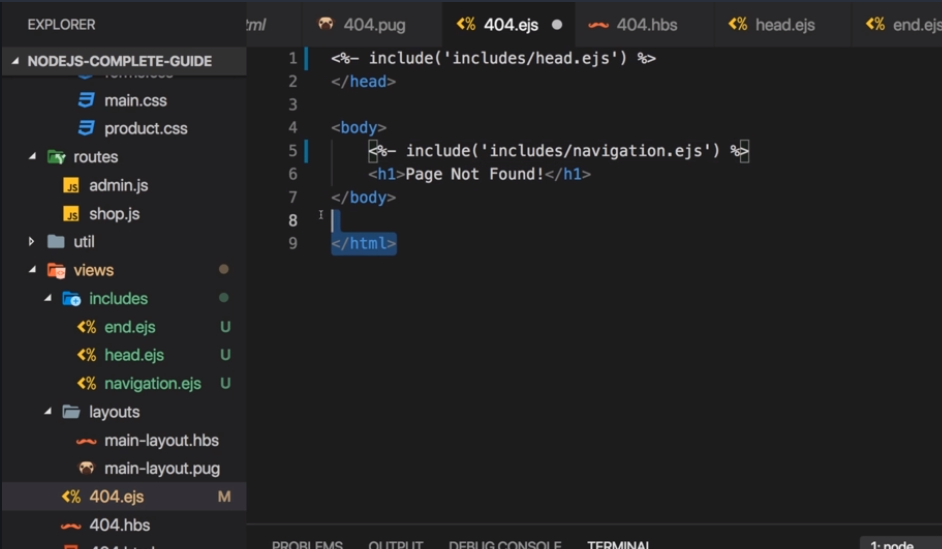 EXPLORER
NODEJS-COMPLETE-GUIDE
main.css
product.css
routes
admin.js
shop.js
util
views
includes
end.ejs U
head.ejs U
navigation.ejs U
layouts
main-layout.hbs
main-layout.pug
404.ejs M
404.hbs
404.pug
404.ejs
404.hbs
head.ejs
end.ejs
1 <%- include('includes/head.ejs') %>
2 </head>
3
4 <body>
5 <%- include('includes/navigation.ejs') %>
6 <h1>Page Not Found!</h1>
7 </body>
8
9 </html>
PROBLEMS OUTPUT DEBUG CONSOLE TERMINAL 1: node